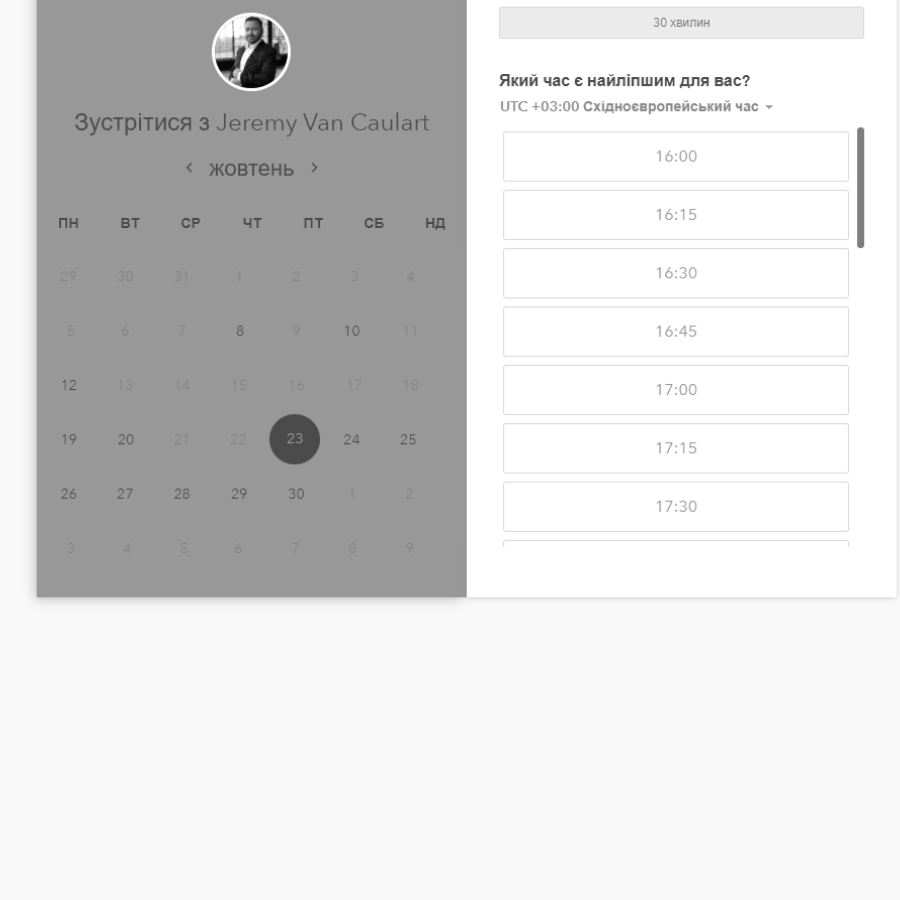 Зустрітися з Jeremy Van Caulart
жовтень
ПН ВТ СР ЧТ ПТ СБ НД
29 30 31 1 2 3 4
5 6 7 8 9 10 11
12 13 14 15 16 17 18
19 20 21 22 23 24 25
26 27 28 29 30 1 2
3 4 5 6 7 8 9
30 хвилин
Який час є найліпшим для вас?
UTC +03:00 Східноєвропейський час
16:00
16:15
16:30
16:45
17:00
17:15
17:30